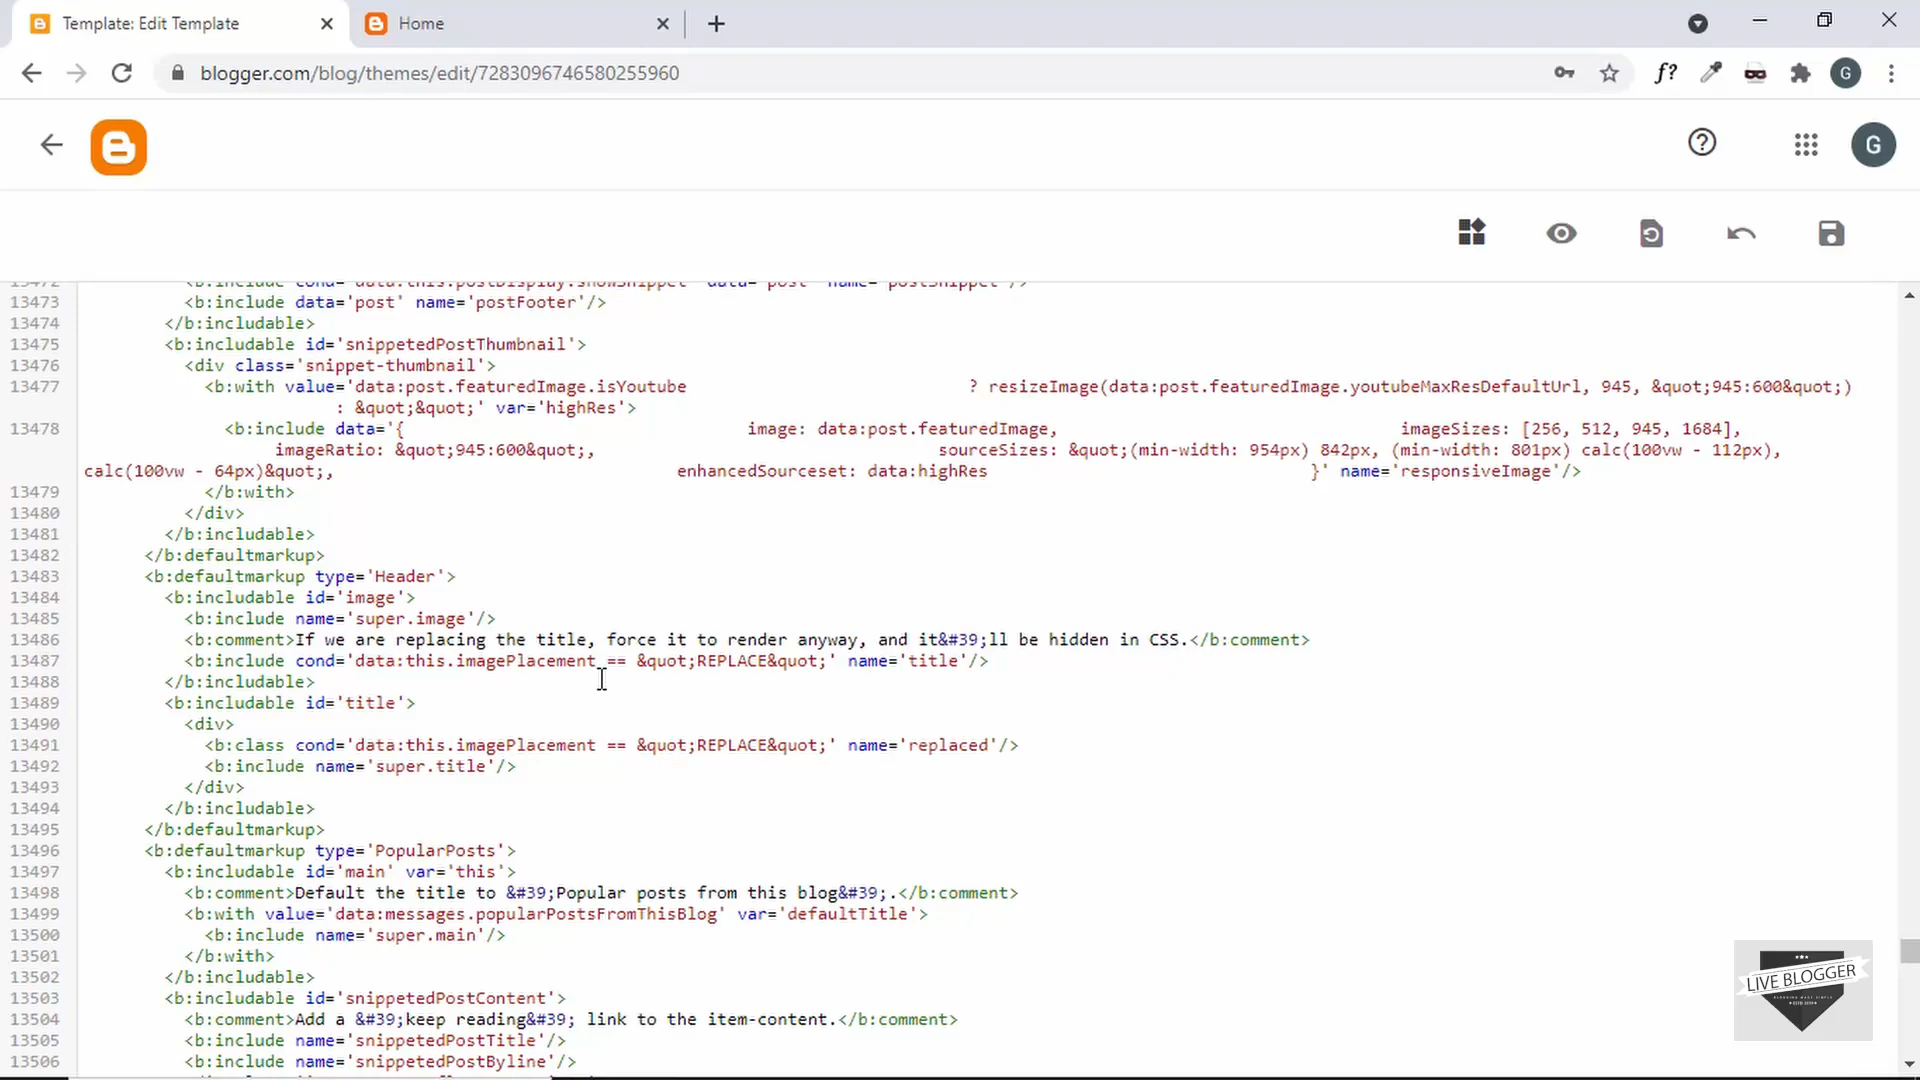 Template: Edit Template
Home
blogger.com/blog/themes/edit/7283096746580255960
f?
G
G
13472 <b:include cond='data:this.postDisplay.showSnippet' data='post' name='postSnippet'/>
13473 <b:include data='post' name='postFooter'/>
13474 </b:includable>
13475 <b:includable id='snippetedPostThumbnail'>
13476 <div class='snippet-thumbnail'>
13477 <b:with value='data:post.featuredImage.isYoutube ? resizeImage(data:post.featuredImage.youtubeMaxResDefaultUrl, 945, &quot;945:600&quot;)
: &quot;&quot;' var='highRes'>
13478 <b:include data='{ image: data:post.featuredImage, imageSizes: [256, 512, 945, 1684],
imageRatio: &quot;945:600&quot;, sourceSizes: &quot;(min-width: 954px) 842px, (min-width: 801px) calc(100vw - 112px),
calc(100vw - 64px)&quot;, enhancedSourceset: data:highRes }' name='responsiveImage'/>
13479 </b:with>
13480 </div>
13481 </b:includable>
13482 </b:defaultmarkup>
13483 <b:defaultmarkup type='Header'>
13484 <b:includable id='image'>
13485 <b:include name='super.image'/>
13486 <b:comment>If we are replacing the title, force it to render anyway, and it&#39;ll be hidden in CSS.</b:comment>
13487 <b:include cond='data:this.imagePlacement == &quot;REPLACE&quot;' name='title'/>
13488 </b:includable>
13489 <b:includable id='title'>
13490 <div>
13491 <b:class cond='data:this.imagePlacement == &quot;REPLACE&quot;' name='replaced'/>
13492 <b:include name='super.title'/>
13493 </div>
13494 </b:includable>
13495 </b:defaultmarkup>
13496 <b:defaultmarkup type='PopularPosts'>
13497 <b:includable id='main' var='this'>
13498 <b:comment>Default the title to &#39;Popular posts from this blog&#39;.</b:comment>
13499 <b:with value='data:messages.popularPostsFromThisBlog' var='defaultTitle'>
13500 <b:include name='super.main'/>
13501 </b:with>
13502 </b:includable>
13503 <b:includable id='snippetedPostContent'>
13504 <b:comment>Add a &#39;keep reading&#39; link to the item-content.</b:comment>
13505 <b:include name='snippetedPostTitle'/>
13506 <b:include name='snippetedPostByline'/>
LIVE BLOGGER